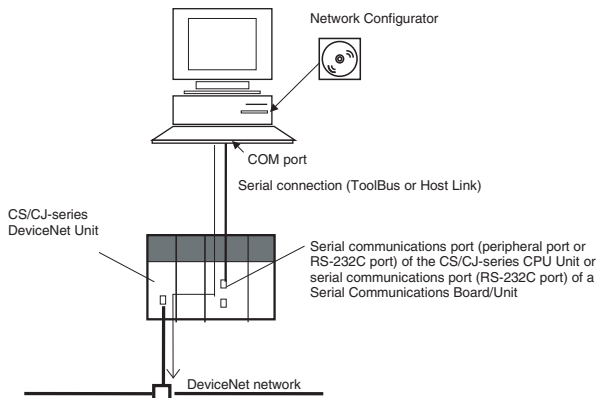 Network Configurator
COM port
Serial connection (ToolBus or Host Link)
CS/CJ-series
DeviceNet Unit
Serial communications port (peripheral port or
RS-232C port) of the CS/CJ-series CPU Unit or
serial communications port (RS-232C port) of a
Serial Communications Board/Unit
DeviceNet network